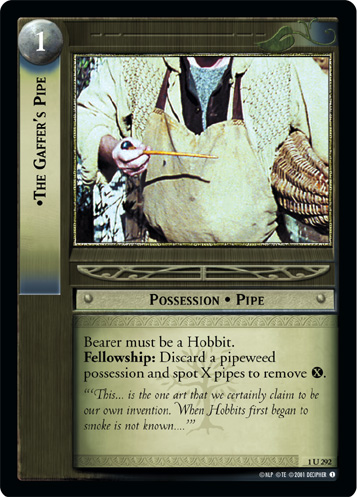 1
•The Gaffer's Pipe
Possession • Pipe
Bearer must be a Hobbit.
Fellowship: Discard a pipeweed
possession and spot X pipes to remove X.
"'This... is the one art that we certainly claim to
be our own invention. When Hobbits first began to
smoke is not known....'"
1 U 292
©NLP ©TE ©2001 DECIPHER